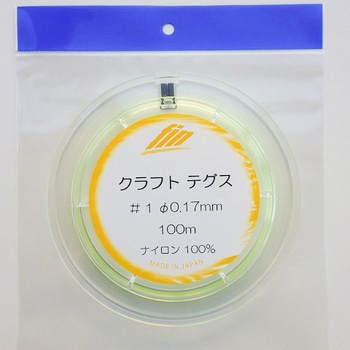 fin
クラフト テグス
#1 φ0.17mm
100m
ナイロン 100%
MADE IN JAPAN